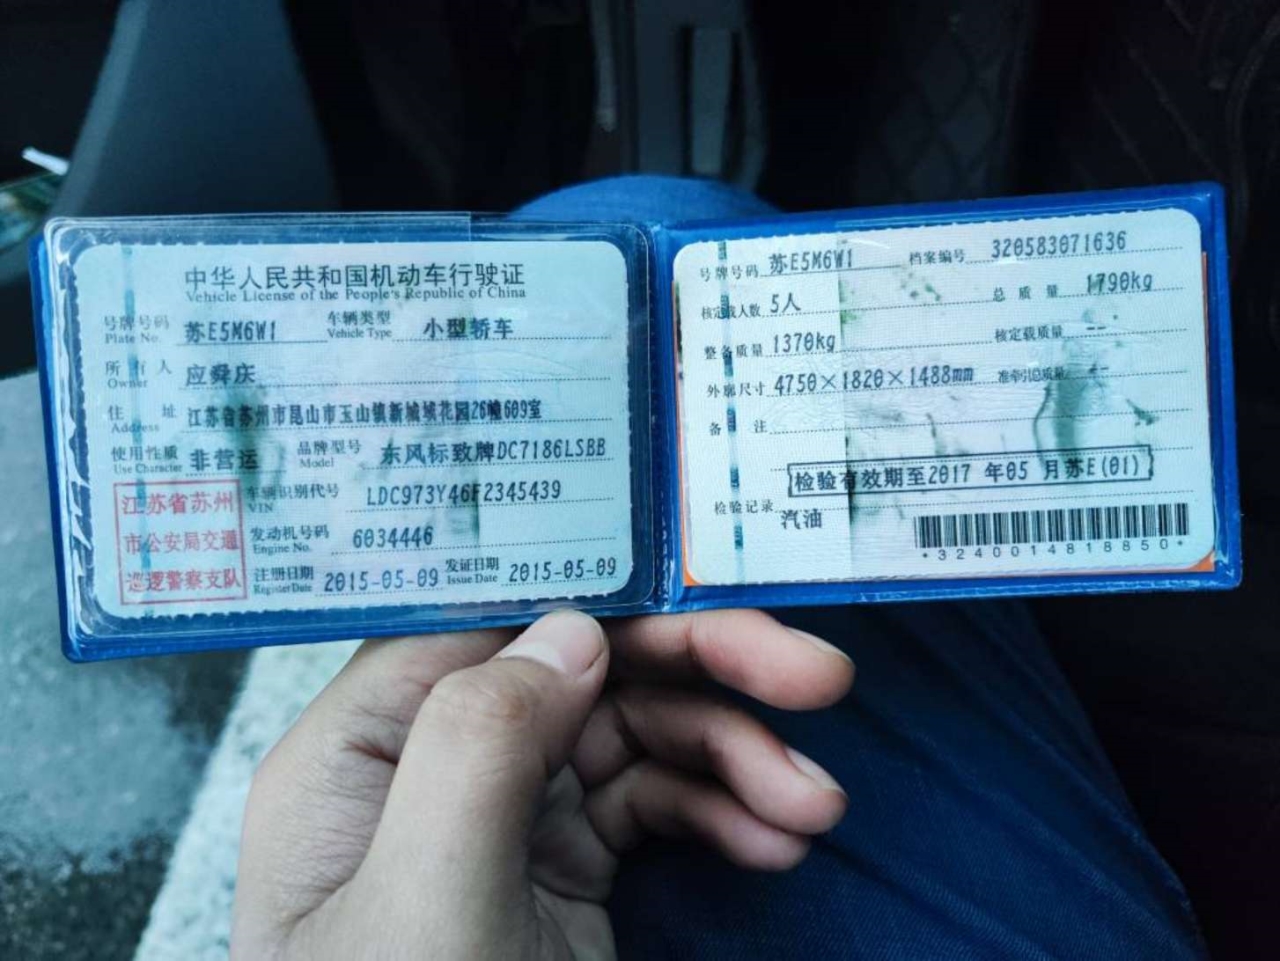 中华人民共和国机动车行驶证
Vehicle License of the People's Republic of China
号牌号码 苏E5M6W1 车辆类型 小型轿车
Plate No. Vehicle Type
所有人 应舜庆
Owner
住址 江苏省苏州市昆山市玉山镇新城域花园26幢609室
Address
使用性质 非营运 品牌型号 东风标致牌DC7186LSBB
Use Character Model
江苏省苏州
市公安局交通
巡逻警察支队
车辆识别代号 LDC973Y46F2345439
VIN
发动机号码 6034446
Engine No.
注册日期 2015-05-09 发证日期 2015-05-09
Register Date Issue Date
号牌号码 苏E5M6W1 档案编号 320583071636
核定载人数 5人 总质量 1790kg
整备质量 1370kg 核定载质量 --
外廓尺寸 4750×1820×1488mm 准牵引总质量 --
备注
检验有效期至2017年05月苏E(01)
检验记录
汽油
*3240014818850*